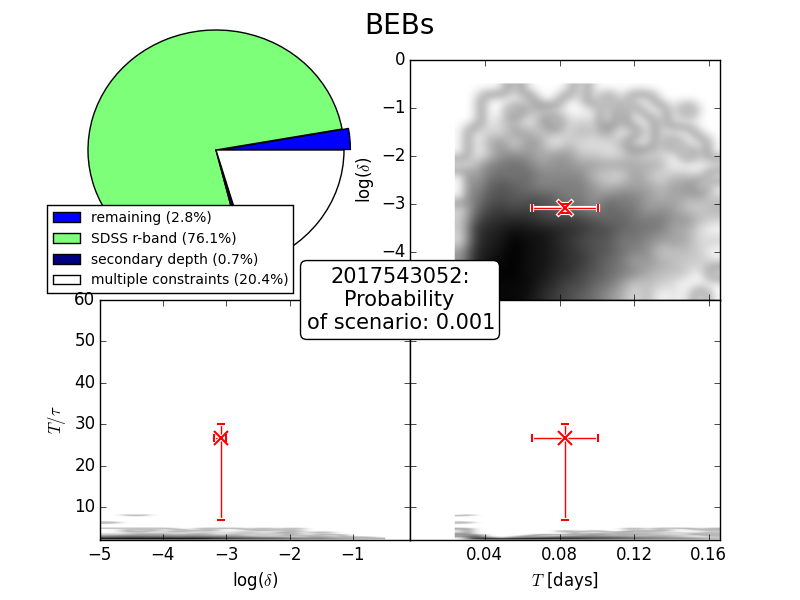 BEBs
remaining (2.8%)
SDSS r-band (76.1%)
secondary depth (0.7%)
multiple constraints (20.4%)
0
−1
−2
−3
−4
log(δ)
2017543052:
Probability
of scenario: 0.001
60
50
40
30
20
10
T/τ
−5 −4 −3 −2 −1
log(δ)
0.04 0.08 0.12 0.16
T [days]